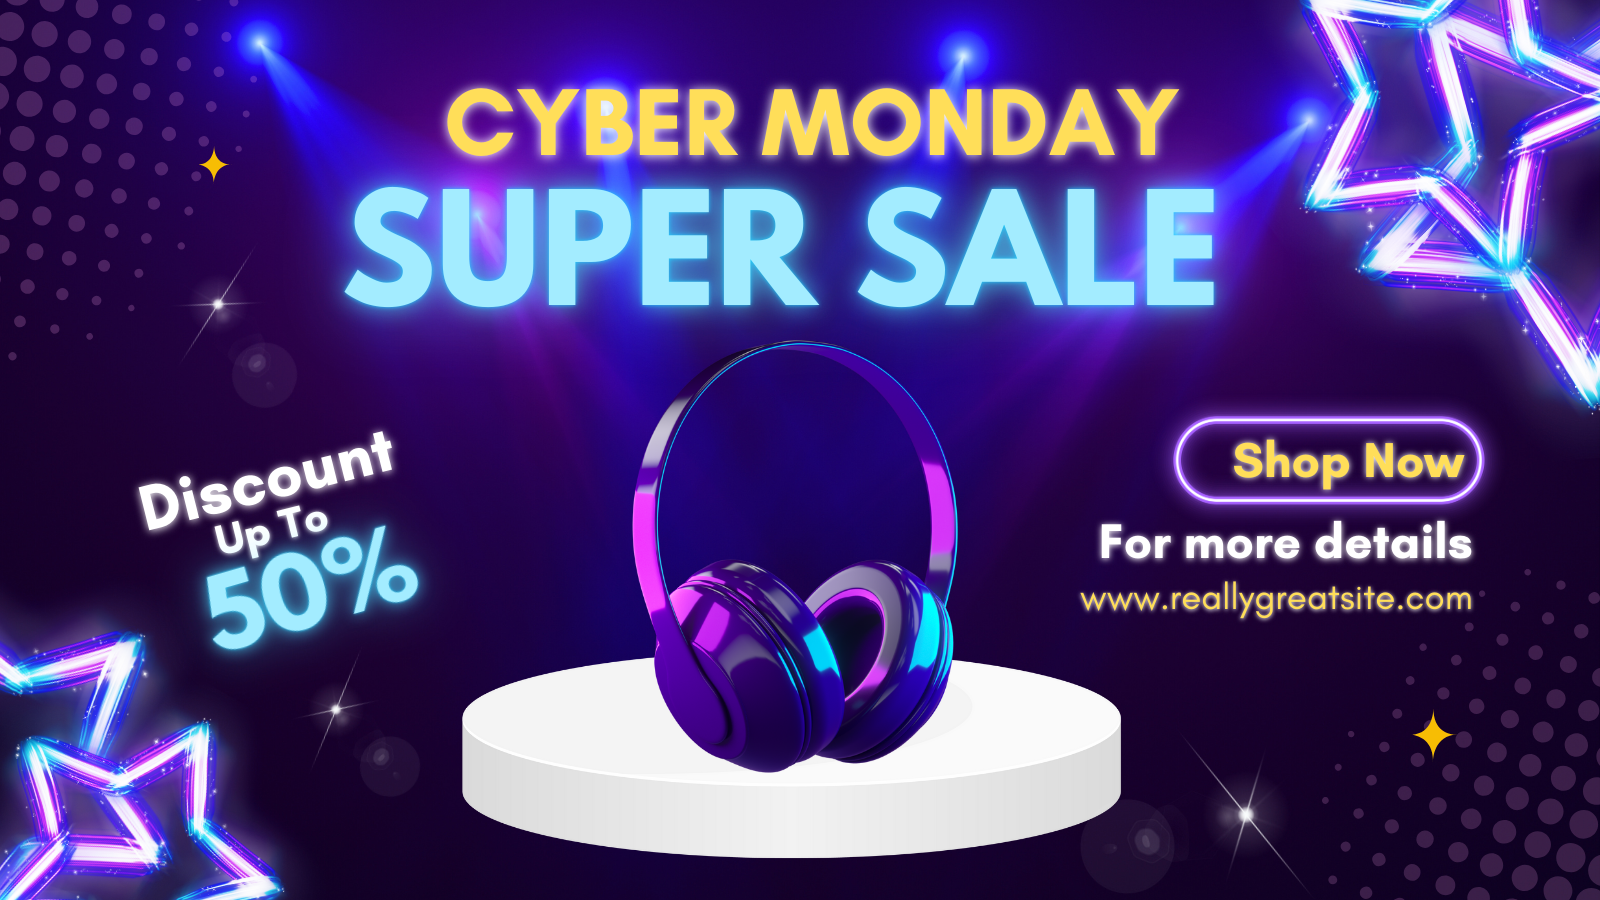 CYBER MONDAY
SUPER SALE
Discount
Up To
50%
Shop Now
For more details
www.reallygreatsite.com